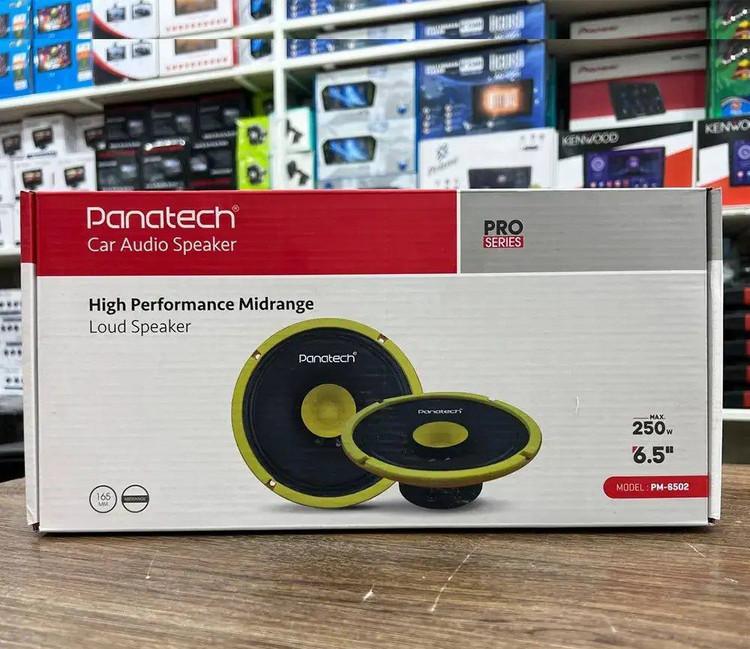 Panatech®
Car Audio Speaker
PRO
SERIES
High Performance Midrange
Loud Speaker
Panatech®
Panatech®
MAX.
250W
6.5"
MODEL : PM-6502
165
MM
MIDRANGE
KENWOOD
KENWOOD
Pioneer